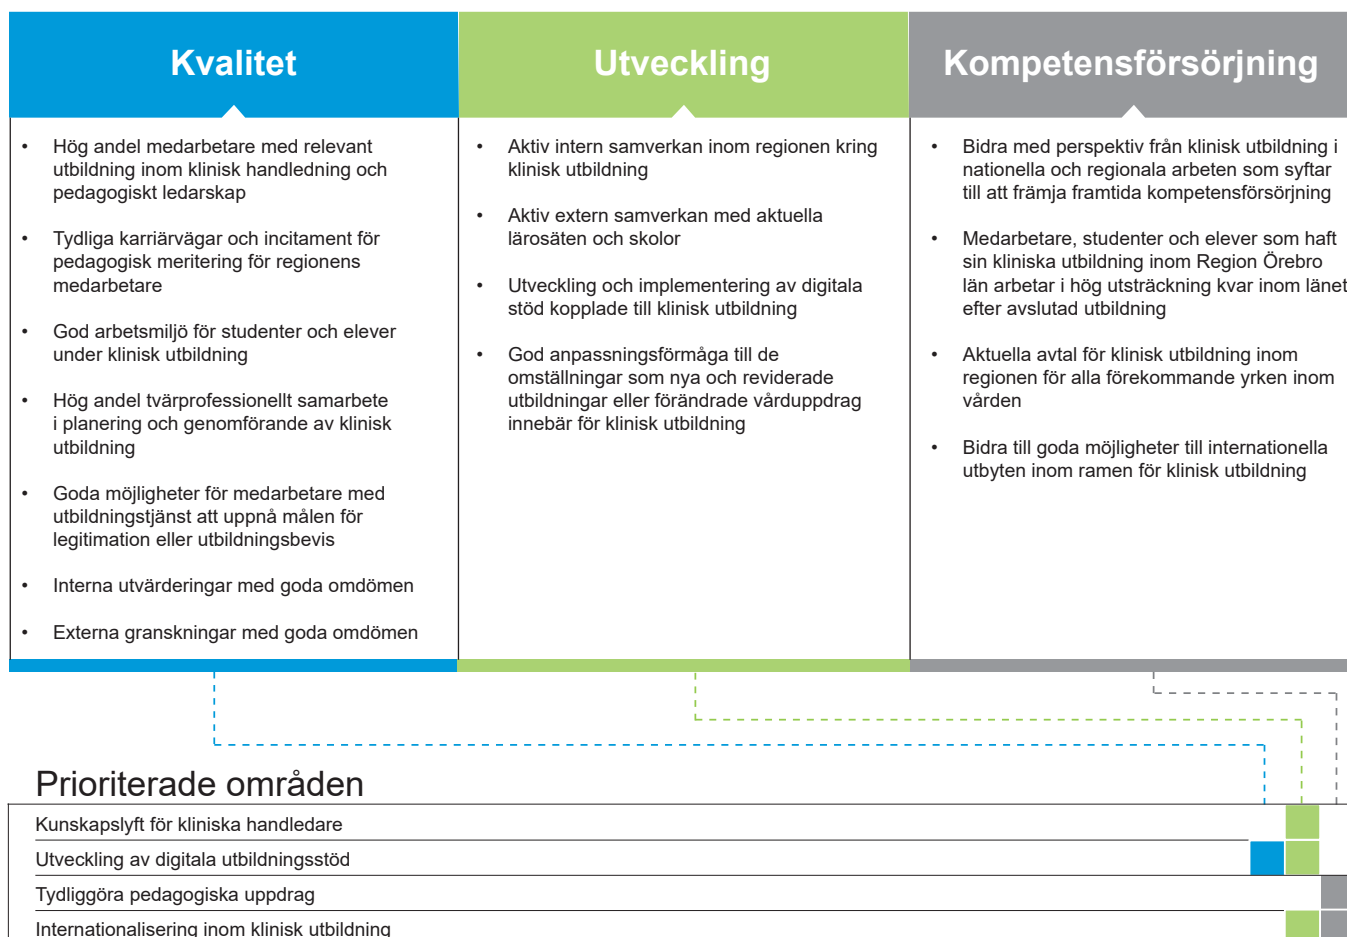 Kvalitet
• Hög andel medarbetare med relevant
utbildning inom klinisk handledning och
pedagogiskt ledarskap
• Tydliga karriärvägar och incitament för
pedagogisk meritering för regionens
medarbetare
• God arbetsmiljö för studenter och elever
under klinisk utbildning
• Hög andel tvärprofessionellt samarbete
i planering och genomförande av klinisk
utbildning
• Goda möjligheter för medarbetare med
utbildningstjänst att uppnå målen för
legitimation eller utbildningsbevis
• Interna utvärderingar med goda omdömen
• Externa granskningar med goda omdömen
Utveckling
• Aktiv intern samverkan inom regionen kring
klinisk utbildning
• Aktiv extern samverkan med aktuella
lärosäten och skolor
• Utveckling och implementering av digitala
stöd kopplade till klinisk utbildning
• God anpassningsförmåga till de
omställningar som nya och reviderade
utbildningar eller förändrade vårduppdrag
innebär för klinisk utbildning
Kompetensförsörjning
• Bidra med perspektiv från klinisk utbildning i
nationella och regionala arbeten som syftar
till att främja framtida kompetensförsörjning
• Medarbetare, studenter och elever som haft
sin kliniska utbildning inom Region Örebro
län arbetar i hög utsträckning kvar inom länet
efter avslutad utbildning
• Aktuella avtal för klinisk utbildning inom
regionen för alla förekommande yrken inom
vården
• Bidra till goda möjligheter till internationella
utbyten inom ramen för klinisk utbildning
Prioriterade områden
Kunskapslyft för kliniska handledare
Utveckling av digitala utbildningsstöd
Tydliggöra pedagogiska uppdrag
Internationalisering inom klinisk utbildning